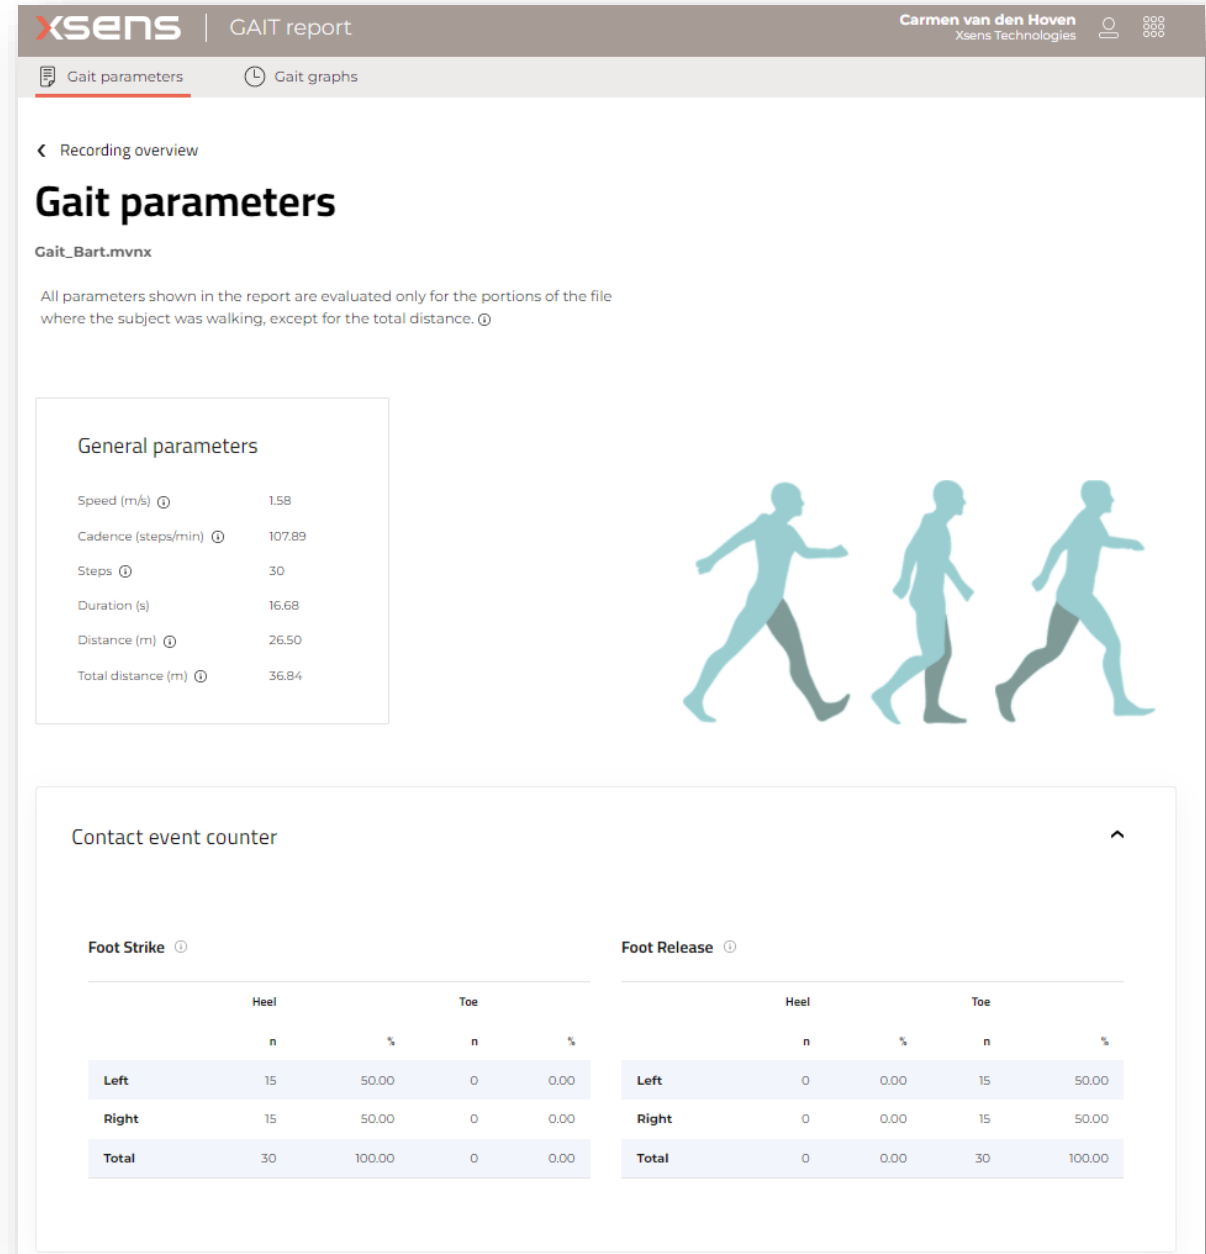 xsens GAIT report
Carmen van den Hoven
Xsens Technologies
Gait parameters Gait graphs
Recording overview
Gait parameters
Gait_Bart.mvnx
All parameters shown in the report are evaluated only for the portions of the file
where the subject was walking, except for the total distance.
General parameters
Speed (m/s) 1.58
Cadence (steps/min) 107.89
Steps 30
Duration (s) 16.68
Distance (m) 26.50
Total distance (m) 36.84
Contact event counter
Foot Strike
Heel Toe
n % n %
Left 15 50.00 0 0.00
Right 15 50.00 0 0.00
Total 30 100.00 0 0.00
Foot Release
Heel Toe
n % n %
Left 0 0.00 15 50.00
Right 0 0.00 15 50.00
Total 0 0.00 30 100.00